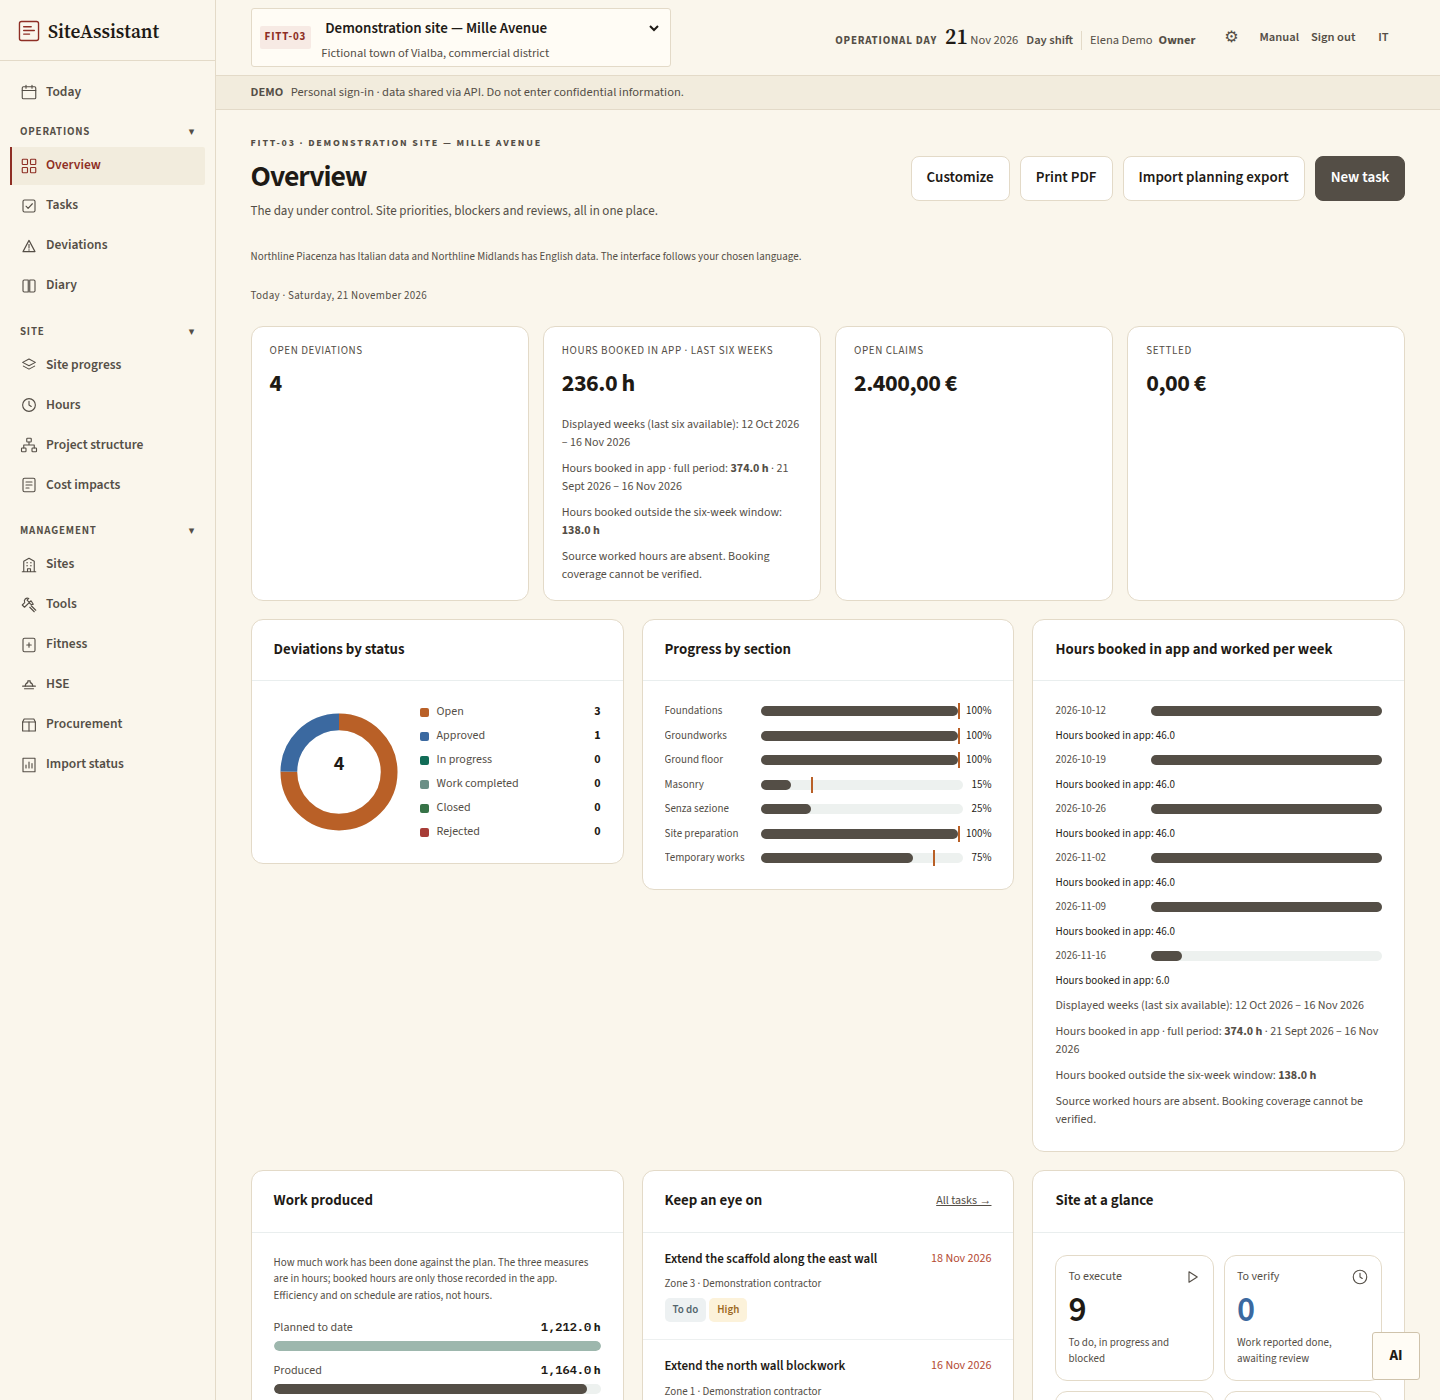 SiteAssistant
Today
OPERATIONS
Overview
Tasks
Deviations
Diary
SITE
Site progress
Hours
Project structure
Cost impacts
MANAGEMENT
Sites
Tools
Fitness
HSE
Procurement
Import status
FITT-03
Demonstration site — Mille Avenue
Fictional town of Vialba, commercial district
OPERATIONAL DAY 21 Nov 2026 Day shift Elena Demo Owner
Manual Sign out IT
DEMO Personal sign-in · data shared via API. Do not enter confidential information.
FITT-03 · DEMONSTRATION SITE — MILLE AVENUE
Overview
The day under control. Site priorities, blockers and reviews, all in one place.
Customize
Print PDF
Import planning export
New task
Northline Piacenza has Italian data and Northline Midlands has English data. The interface follows your chosen language.
Today · Saturday, 21 November 2026
OPEN DEVIATIONS
4
HOURS BOOKED IN APP · LAST SIX WEEKS
236.0 h
Displayed weeks (last six available): 12 Oct 2026
– 16 Nov 2026
Hours booked in app · full period: 374.0 h · 21
Sept 2026 – 16 Nov 2026
Hours booked outside the six-week window:
138.0 h
Source worked hours are absent. Booking
coverage cannot be verified.
OPEN CLAIMS
2.400,00 €
SETTLED
0,00 €
Deviations by status
4
Open 3
Approved 1
In progress 0
Work completed 0
Closed 0
Rejected 0
Progress by section
Foundations 100%
Groundworks 100%
Ground floor 100%
Masonry 15%
Senza sezione 25%
Site preparation 100%
Temporary works 75%
Hours booked in app and worked per week
2026-10-12
Hours booked in app: 46.0
2026-10-19
Hours booked in app: 46.0
2026-10-26
Hours booked in app: 46.0
2026-11-02
Hours booked in app: 46.0
2026-11-09
Hours booked in app: 46.0
2026-11-16
Hours booked in app: 6.0
Displayed weeks (last six available): 12 Oct 2026 – 16 Nov 2026
Hours booked in app · full period: 374.0 h · 21 Sept 2026 – 16 Nov
2026
Hours booked outside the six-week window: 138.0 h
Source worked hours are absent. Booking coverage cannot be
verified.
Work produced
How much work has been done against the plan. The three measures
are in hours; booked hours are only those recorded in the app.
Efficiency and on schedule are ratios, not hours.
Planned to date 1,212.0 h
Produced 1,164.0 h
Keep an eye on
All tasks →
Extend the scaffold along the east wall 18 Nov 2026
Zone 3 · Demonstration contractor
To do High
Extend the north wall blockwork 16 Nov 2026
Zone 1 · Demonstration contractor
Site at a glance
To execute
9
To do, in progress and
blocked
To verify
0
Work reported done,
awaiting review
AI